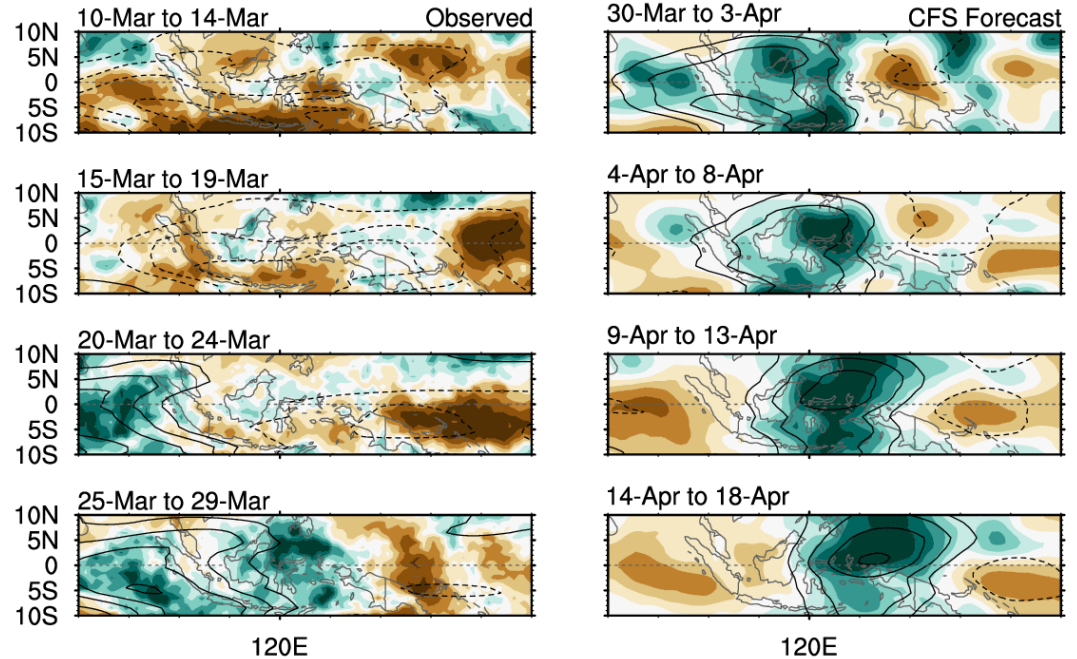 10-Mar to 14-Mar Observed
10N
5N
0
5S
10S
15-Mar to 19-Mar
10N
5N
0
5S
10S
20-Mar to 24-Mar
10N
5N
0
5S
10S
25-Mar to 29-Mar
10N
5N
0
5S
10S
120E
30-Mar to 3-Apr CFS Forecast
4-Apr to 8-Apr
9-Apr to 13-Apr
14-Apr to 18-Apr
120E